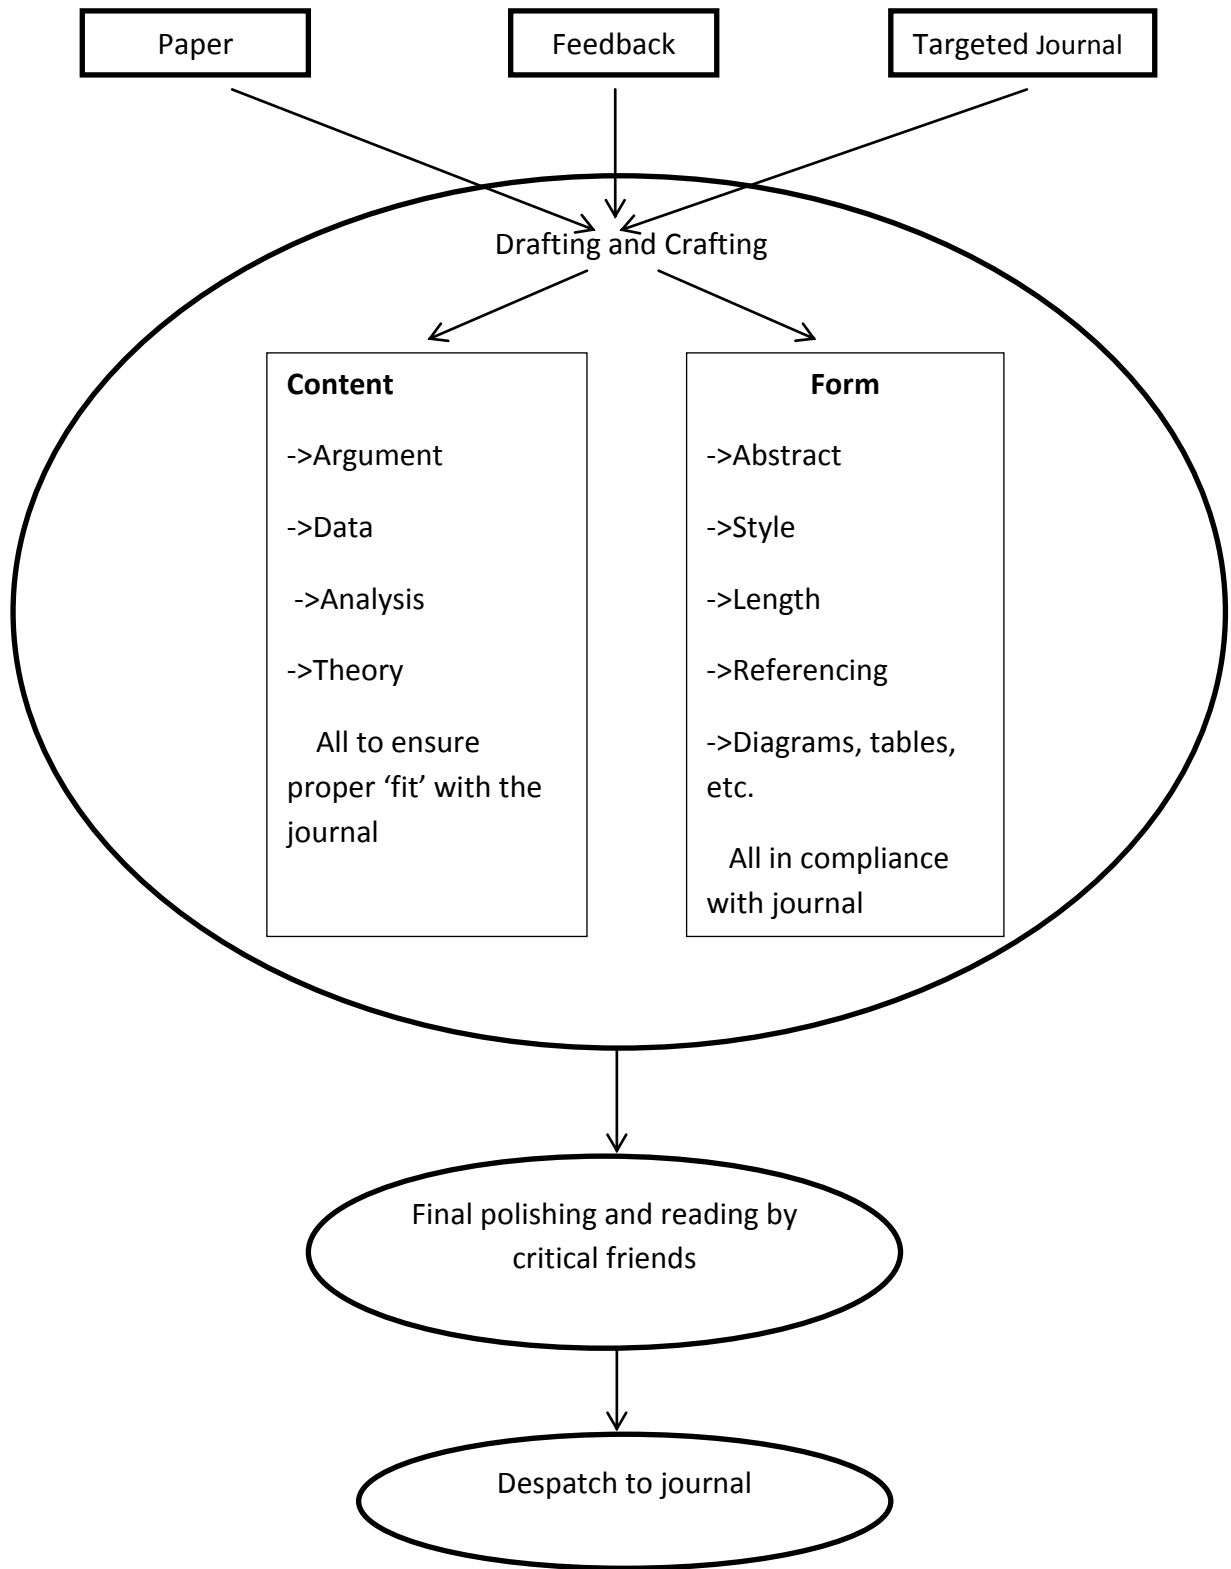 Paper
Feedback
Targeted Journal
Drafting and Crafting
Content
->Argument
->Data
->Analysis
->Theory
All to ensure
proper ‘fit’ with the
journal
Form
->Abstract
->Style
->Length
->Referencing
->Diagrams, tables,
etc.
All in compliance
with journal
Final polishing and reading by
critical friends
Despatch to journal